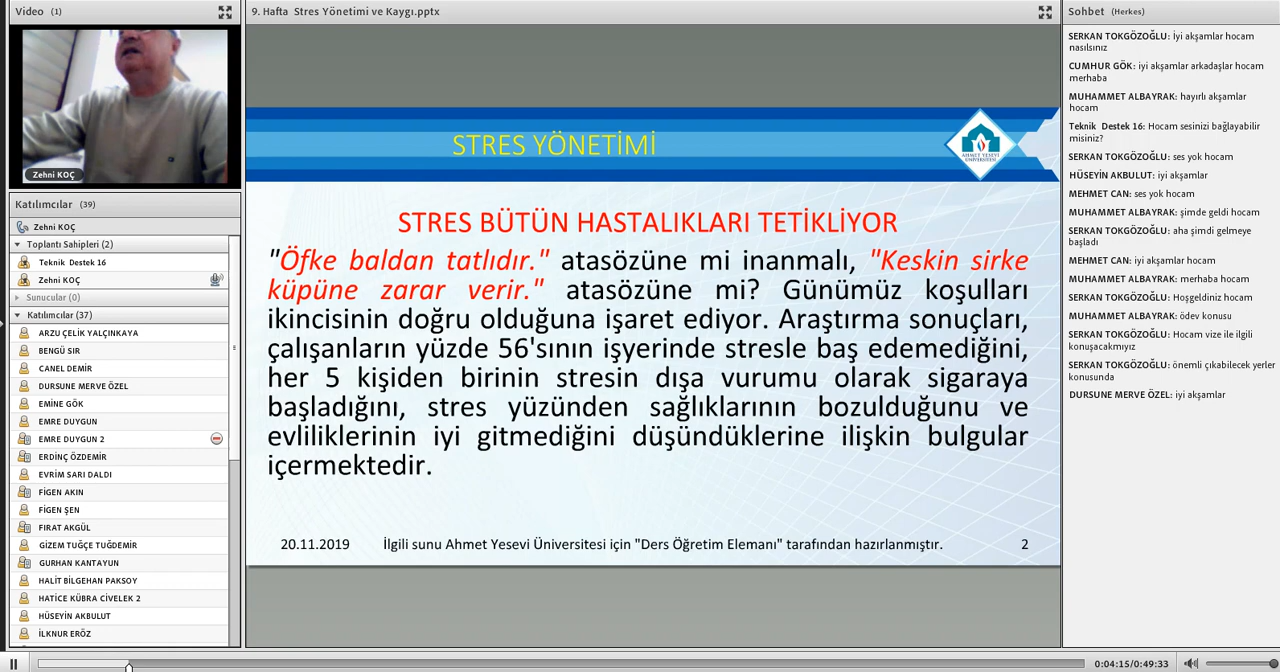 Video (1)
Zehni KOÇ
Katılımcılar (39)
Zehni KOÇ
Toplantı Sahipleri (2)
Teknik Destek 16
Zehni KOÇ
Sunucular (0)
Katılımcılar (37)
ARZU ÇELİK YALÇINKAYA
BENGÜ SIR
CANEL DEMİR
DURSUNE MERVE ÖZEL
EMİNE GÖK
EMRE DUYGUN
EMRE DUYGUN 2
ERDİNÇ ÖZDEMİR
EVRİM SARI DALDI
FİGEN AKIN
FİGEN ŞEN
FIRAT AKGÜL
GİZEM TUĞÇE TUĞDEMİR
GURHAN KANTAYUN
HALİT BİLGEHAN PAKSOY
HATİCE KÜBRA CİVELEK 2
HÜSEYİN AKBULUT
İLKNUR ERÖZ
9. Hafta Stres Yönetimi ve Kaygı.pptx
STRES YÖNETİMİ
AHMET YESEVİ
ÜNİVERSİTESİ
STRES BÜTÜN HASTALIKLARI TETİKLİYOR
"Öfke baldan tatlıdır." atasözüne mi inanmalı, "Keskin sirke
küpüne zarar verir." atasözüne mi? Günümüz koşulları
ikincisinin doğru olduğuna işaret ediyor. Araştırma sonuçları,
çalışanların yüzde 56'sının işyerinde stresle baş edemediğini,
her 5 kişiden birinin stresin dışa vurumu olarak sigaraya
başladığını, stres yüzünden sağlıklarının bozulduğunu ve
evliliklerinin iyi gitmediğini düşündüklerine ilişkin bulgular
içermektedir.
20.11.2019
İlgili sunu Ahmet Yesevi Üniversitesi için "Ders Öğretim Elemanı" tarafından hazırlanmıştır.
2
Sohbet (Herkes)
SERKAN TOKGÖZOĞLU: İyi akşamlar hocam
nasılsınız
CUMHUR GÖK: iyi akşamlar arkadaşlar hocam
merhaba
MUHAMMET ALBAYRAK: hayırlı akşamlar
hocam
Teknik Destek 16: Hocam sesinizi bağlayabilir
misiniz?
SERKAN TOKGÖZOĞLU: ses yok hocam
HÜSEYİN AKBULUT: iyi akşamlar
MEHMET CAN: ses yok hocam
MUHAMMET ALBAYRAK: şimde geldi hocam
SERKAN TOKGÖZOĞLU: aha şimdi gelmeye
başladı
MEHMET CAN: iyi akşamlar hocam
MUHAMMET ALBAYRAK: merhaba hocam
SERKAN TOKGÖZOĞLU: Hoşgeldiniz hocam
MUHAMMET ALBAYRAK: ödev konusu
SERKAN TOKGÖZOĞLU: Hocam vize ile ilgili
konuşacakmıyız
SERKAN TOKGÖZOĞLU: önemli çıkabilecek yerler
konusunda
DURSUNE MERVE ÖZEL: iyi akşamlar
0:04:15/0:49:33